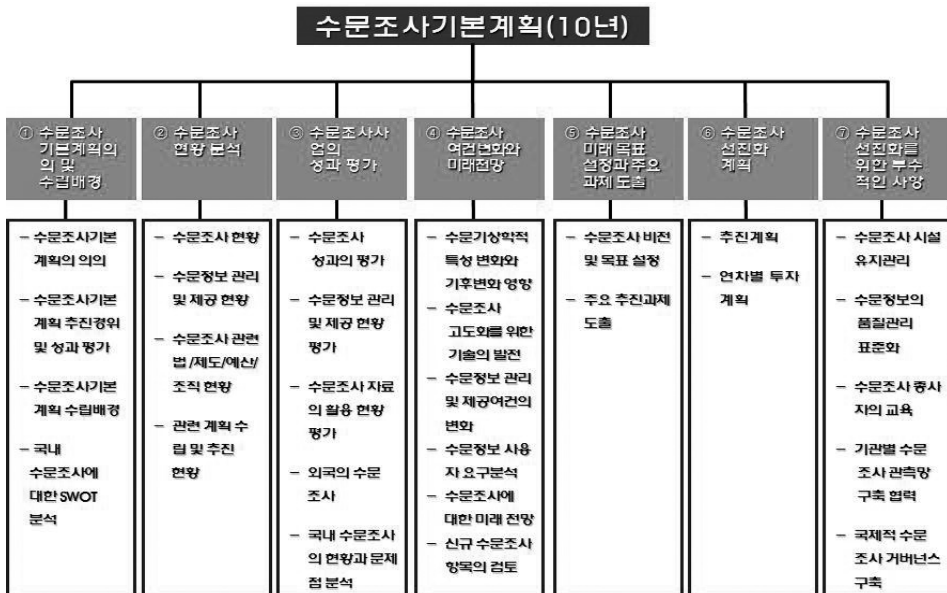 수문조사기본계획(10년)
① 수문조사
기본계획의
의 및
수립배경
② 수문조사
현황 분석
③ 수문조사사
업의
성과 평가
④ 수문조사
여건변화와
미래전망
⑤ 수문조사
미래 목표
설정과 주요
과제 도출
⑥ 수문조사
선진화
계획
⑦ 수문조사
선진화를
위한 부수
적인 사항
– 수문조사기본
계획의 의의
– 수문조사기본
계획 추진경위
및 성과 평가
– 수문조사기본
계획 수립배경
– 국내
수문조사에
대한 SWOT
분석
– 수문조사 현황
– 수문정보 관리
및 제공 현황
– 수문조사 관련
법/제도/예산/
조직 현황
– 관련 계획 수
립 및 추진
현황
– 수문조사
성과의 평가
– 수문정보 관리
및 제공 현황
평가
– 수문조사 자료
의 활용 현황
평가
– 외국의 수문
조사
– 국내 수문조사
의 현황과 문제
점 분석
– 수문기상학적
특성 변화와
기후변화 영향
– 수문조사
고도화를 위한
기술의 발전
– 수문정보 관리
및 제공여건의
변화
– 수문정보 사용
자 요구분석
– 수문조사에
대한 미래 전망
– 신규 수문조사
항목의 검토
– 수문조사 비전
및 목표 설정
– 주요 추진과제
도출
– 추진계획
– 연차별 투자
계획
– 수문조사 시설
유지관리
– 수문정보의
품질관리
표준화
– 수문조사 종사
자의 교육
– 기관별 수문
조사 관측망
구축 협력
– 국제적 수문
조사 거버넌스
구축